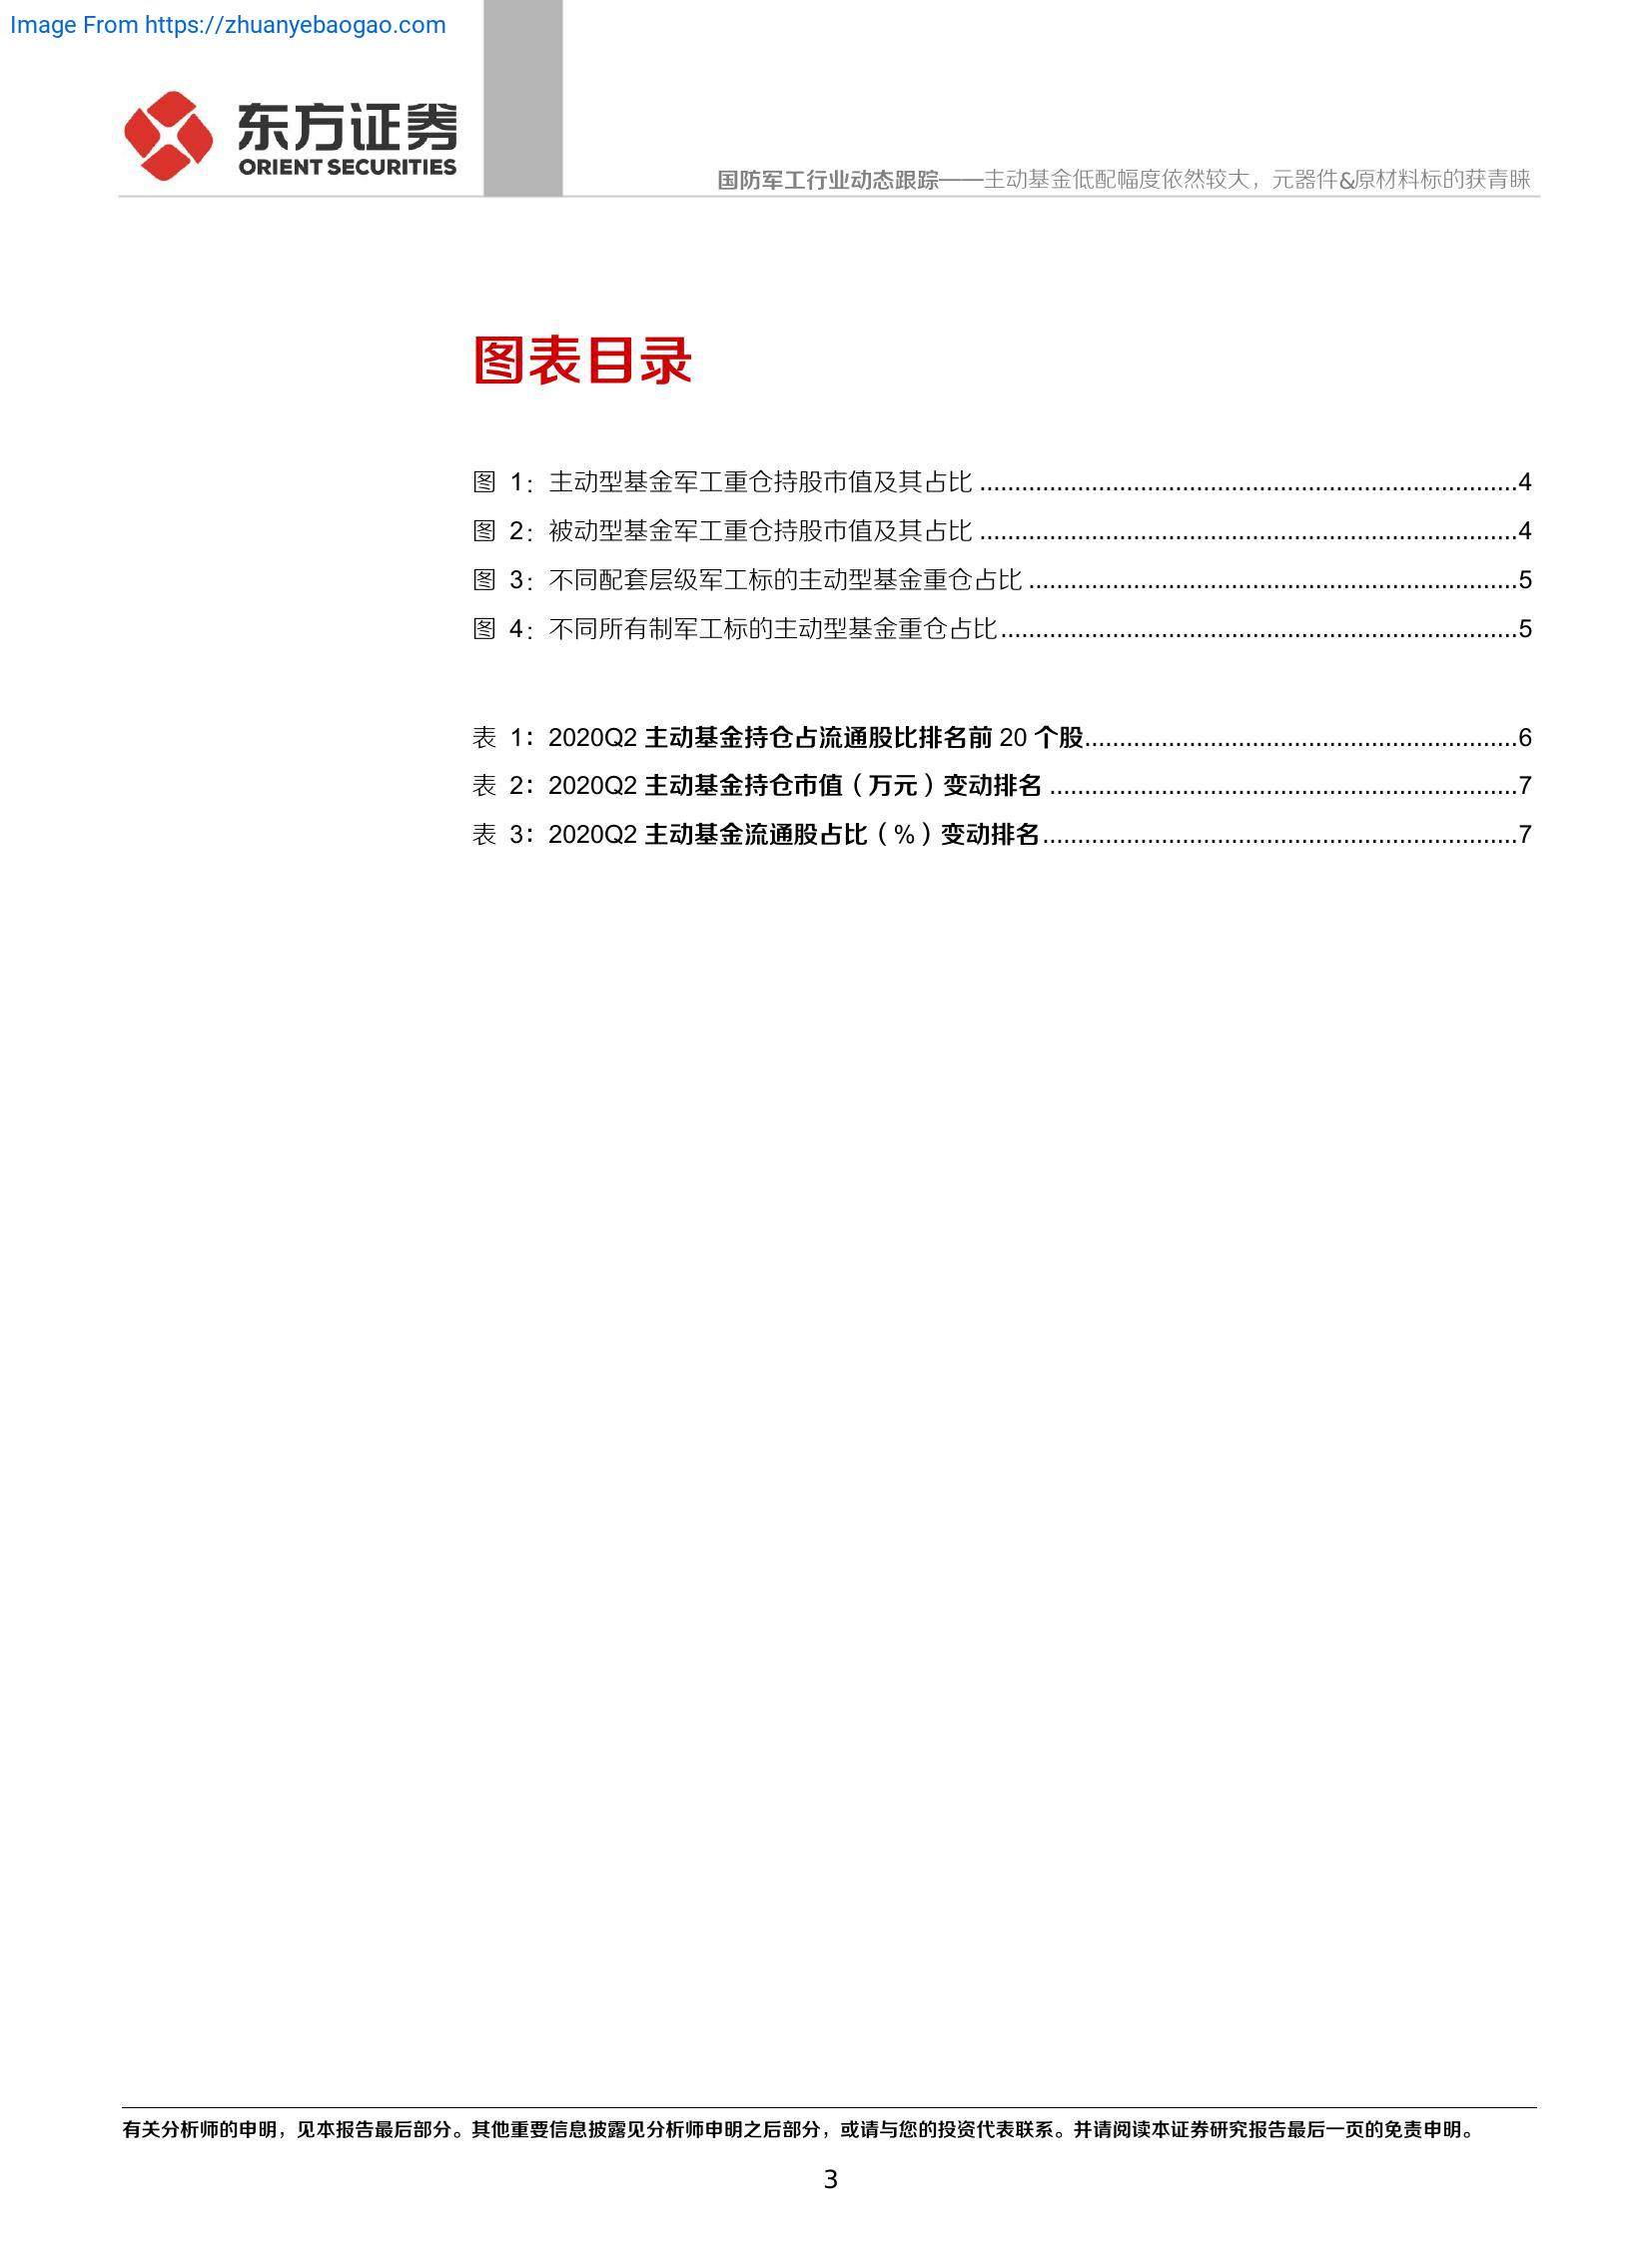 Image From https://zhuanyebaogao.com
东方证券
ORIENT SECURITIES
国防军工行业动态跟踪——主动基金低配幅度依然较大，元器件&原材料标的获青睐
图表目录
图 1：主动型基金军工重仓持股市值及其占比 ............................................................................4
图 2：被动型基金军工重仓持股市值及其占比 ............................................................................4
图 3：不同配套层级军工标的主动型基金重仓占比 .....................................................................5
图 4：不同所有制军工标的主动型基金重仓占比.........................................................................5
表 1：2020Q2 主动基金持仓占流通股比排名前 20 个股.............................................................6
表 2：2020Q2 主动基金持仓市值（万元）变动排名 ..................................................................7
表 3：2020Q2 主动基金流通股占比（%）变动排名...................................................................7
有关分析师的申明，见本报告最后部分。其他重要信息披露见分析师申明之后部分，或请与您的投资代表联系。并请阅读本证券研究报告最后一页的免责申明。
3